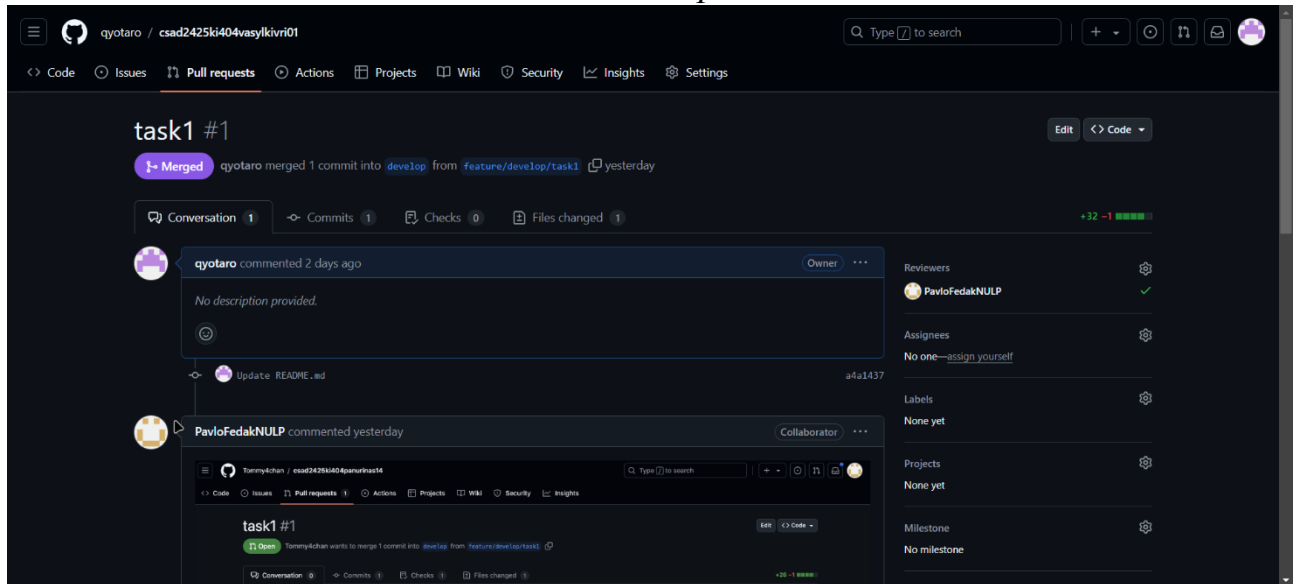 qyotaro / csad2425ki404vasylkivri01
Type / to search
Code Issues Pull requests Actions Projects Wiki Security Insights Settings
task1 #1
Edit Code
Merged qyotaro merged 1 commit into develop from feature/develop/task1 yesterday
Conversation 1 Commits 1 Checks 0 Files changed 1
+32 −1
qyotaro commented 2 days ago Owner
No description provided.
Update README.md a4a1437
PavloFedakNULP commented yesterday Collaborator
Tommy4chan / csad2425ki404panurinas14
Type / to search
Code Issues Pull requests 1 Actions Projects Wiki Security Insights
task1 #1
Edit Code
Open Tommy4chan wants to merge 1 commit into develop from feature/develop/task1
Conversation 0 Commits 1 Checks 1 Files changed 1
Reviewers
PavloFedakNULP
Assignees
No one—assign yourself
Labels
None yet
Projects
None yet
Milestone
No milestone